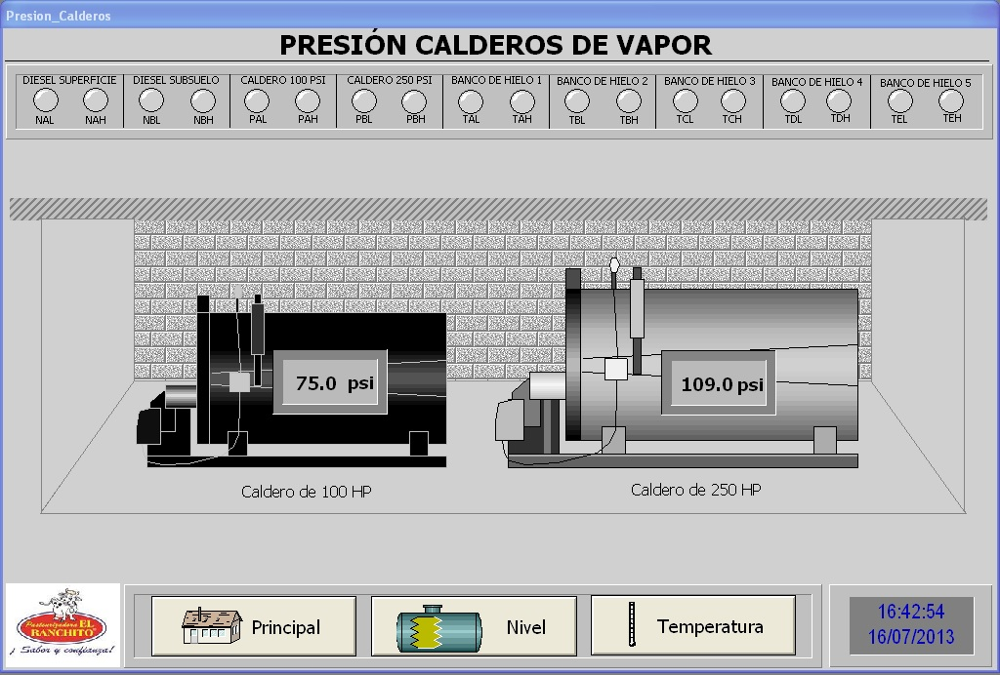 Presion_Calderos
PRESIÓN CALDEROS DE VAPOR
DIESEL SUPERFICIE
NAL NAH
DIESEL SUBSUELO
NBL NBH
CALDERO 100 PSI
PAL PAH
CALDERO 250 PSI
PBL PBH
BANCO DE HIELO 1
TAL TAH
BANCO DE HIELO 2
TBL TBH
BANCO DE HIELO 3
TCL TCH
BANCO DE HIELO 4
TDL TDH
BANCO DE HIELO 5
TEL TEH
75.0 psi
109.0 psi
Caldero de 100 HP
Caldero de 250 HP
Pasteurizadora EL
RANCHITO
¡ Sabor y confianza!
Principal
Nivel
Temperatura
16:42:54
16/07/2013